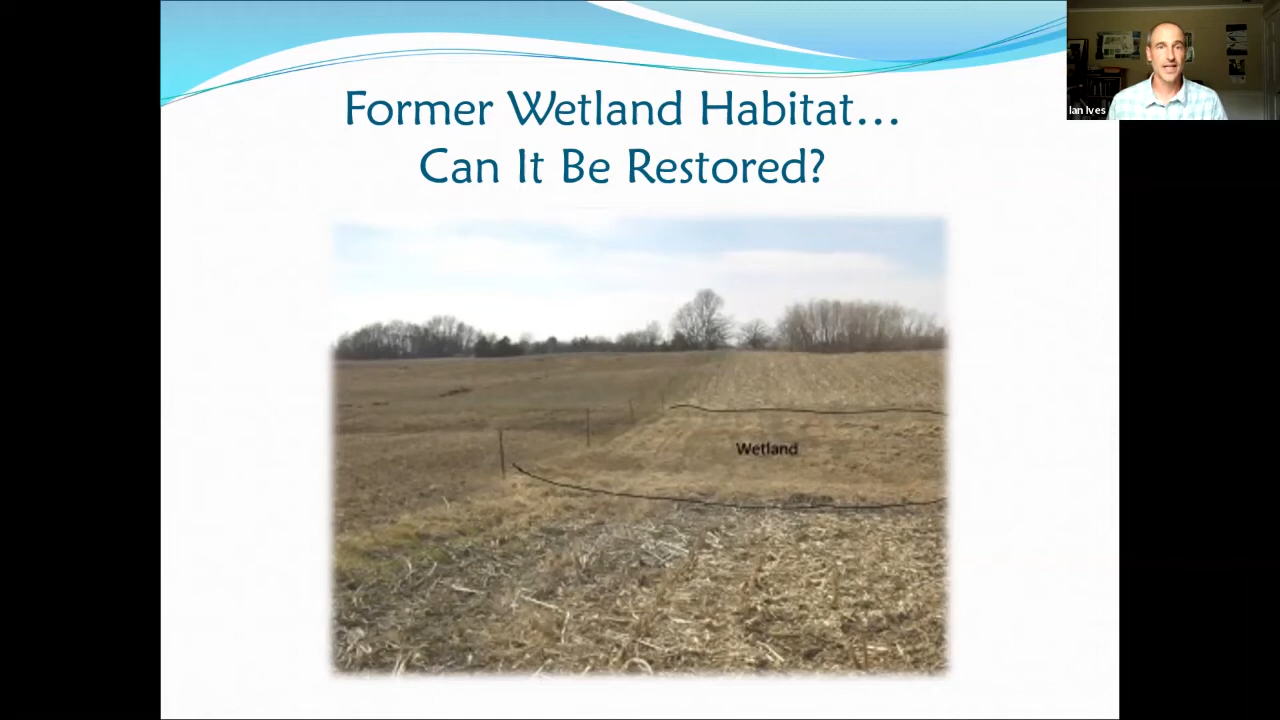 Former Wetland Habitat...
Can It Be Restored?
Ian Ives
Wetland